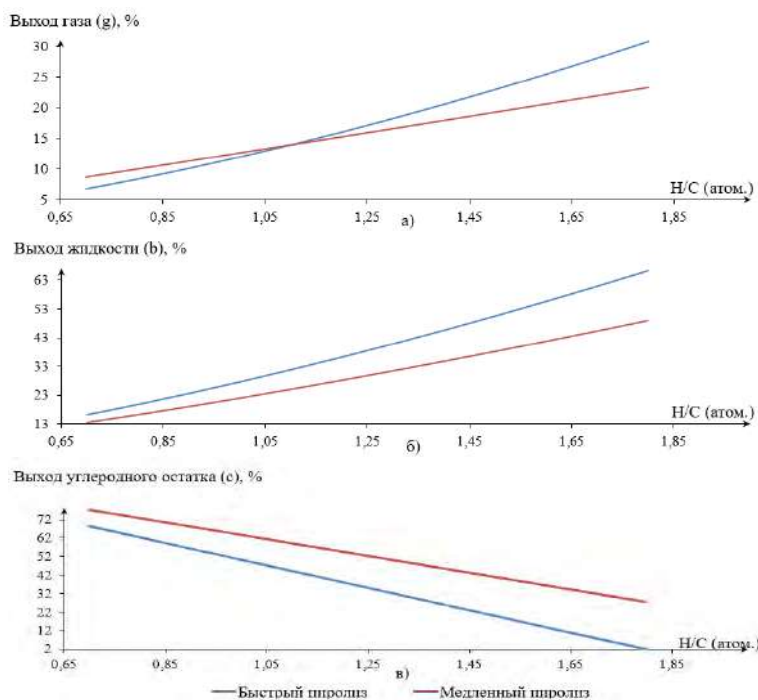 Выход газа (g), %
30
25
20
15
10
5
0,65 0,85 1,05 1,25 1,45 1,65 1,85
Н/С (атом.)
а)
Выход жидкости (b), %
63
53
43
33
23
13
0,65 0,85 1,05 1,25 1,45 1,65 1,85
Н/С (атом.)
б)
Выход углеродного остатка (с), %
72
62
52
42
32
22
12
2
0,65 0,85 1,05 1,25 1,45 1,65 1,85
Н/С (атом.)
в)
Быстрый пиролиз Медленный пиролиз